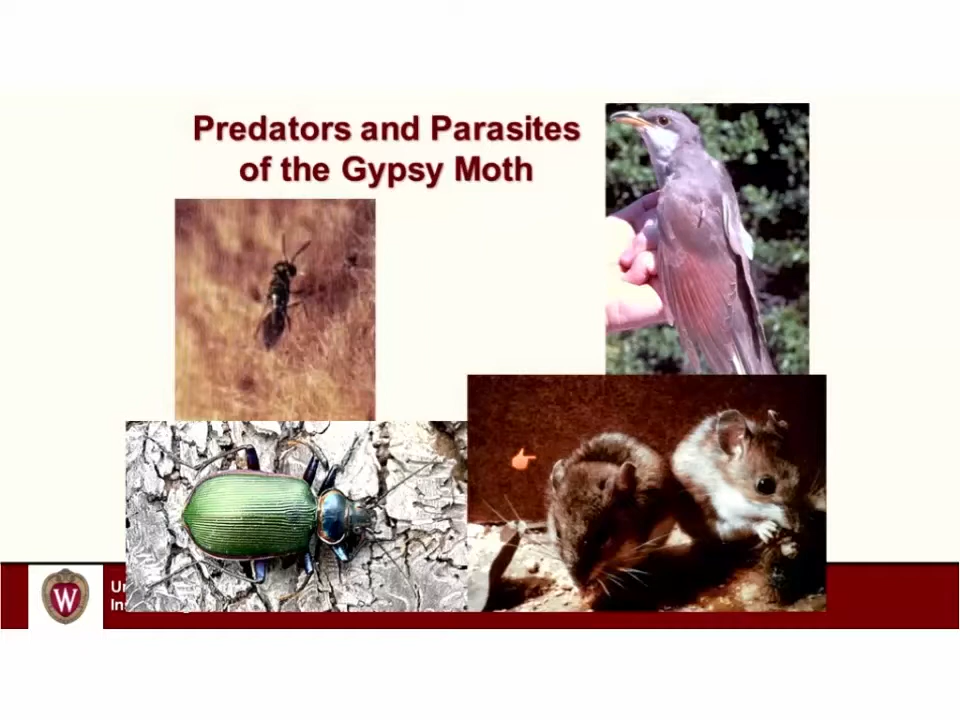 Predators and Parasites
of the Gypsy Moth
W